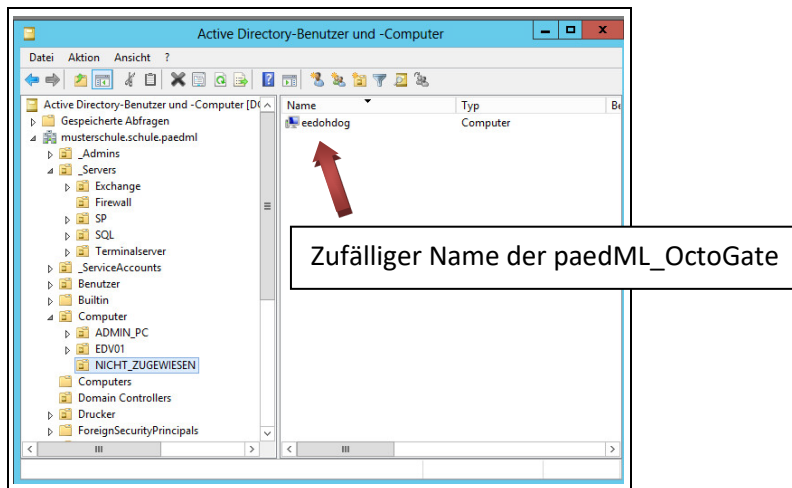 Active Directory-Benutzer und -Computer
Datei Aktion Ansicht ?
Active Directory-Benutzer und -Computer [D
Gespeicherte Abfragen
musterschule.schule.paedml
_Admins
_Servers
Exchange
Firewall
SP
SQL
Terminalserver
_ServiceAccounts
Benutzer
Builtin
Computer
ADMIN_PC
EDV01
NICHT_ZUGEWIESEN
Computers
Domain Controllers
Drucker
ForeignSecurityPrincipals
Name Typ Be
eedohdog Computer
Zufälliger Name der paedML_OctoGate